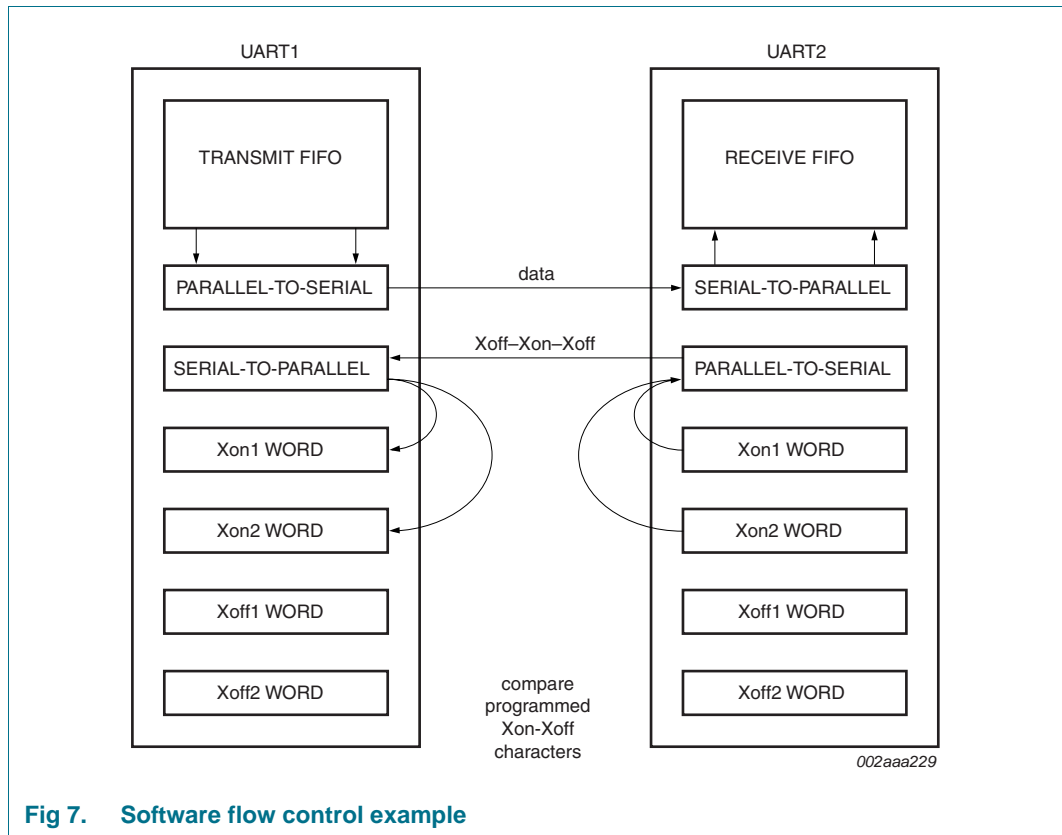 UART1
UART2
TRANSMIT FIFO
RECEIVE FIFO
PARALLEL-TO-SERIAL
data
SERIAL-TO-PARALLEL
SERIAL-TO-PARALLEL
Xoff–Xon–Xoff
PARALLEL-TO-SERIAL
Xon1 WORD
Xon1 WORD
Xon2 WORD
Xon2 WORD
Xoff1 WORD
Xoff1 WORD
Xoff2 WORD
Xoff2 WORD
compare
programmed
Xon-Xoff
characters
002aaa229
Fig 7. Software flow control example